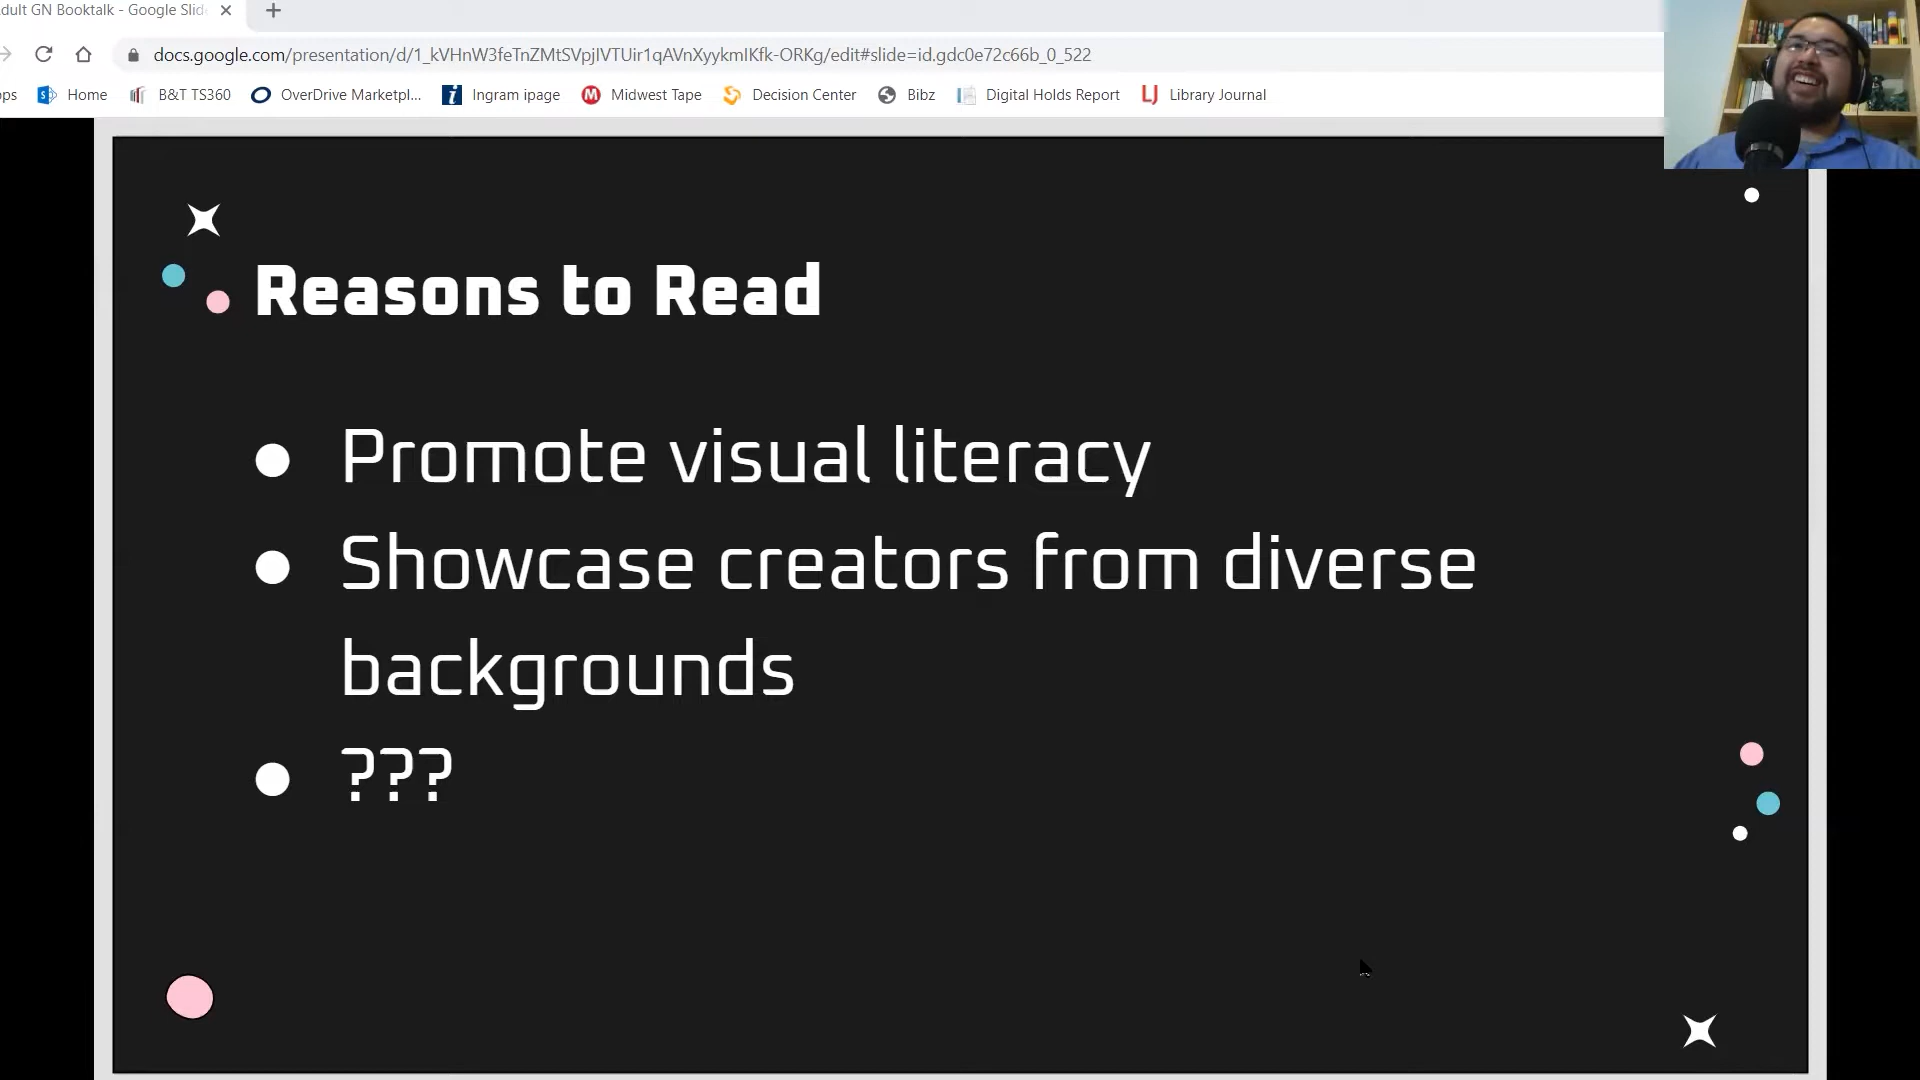 dult GN Booktalk - Google Slid
docs.google.com/presentation/d/1_kVHnW3feTnZMtSVpjlVTUir1qAVnXyykmIKfk-ORKg/edit#slide=id.gdc0e72c66b_0_522
ps Home B&T TS360 OverDrive Marketpl... Ingram ipage Midwest Tape Decision Center Bibz Digital Holds Report LJ Library Journal
Reasons to Read
● Promote visual literacy
● Showcase creators from diverse
backgrounds
● ???